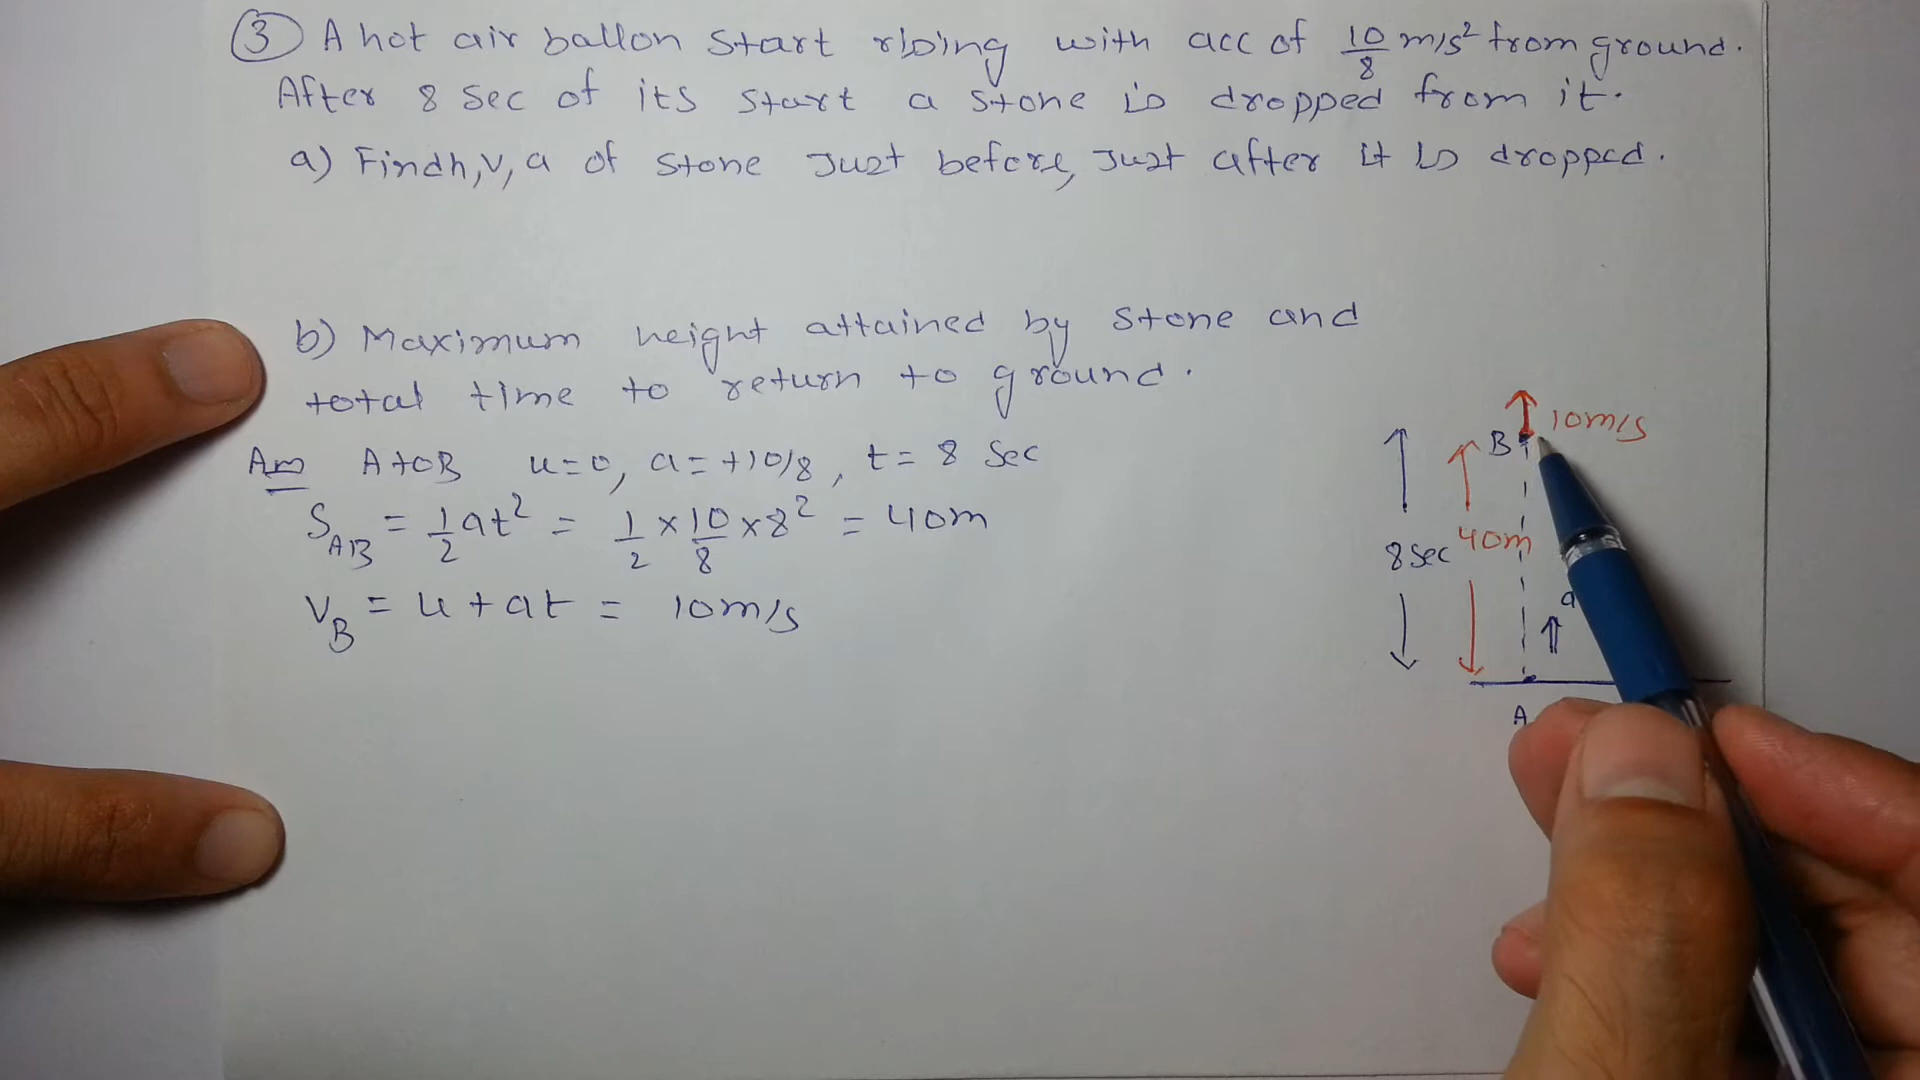 ③ A hot air ballon start rising with acc of 10/8 m/s² from ground.
After 8 sec of its start a stone is dropped from it.
a) Find h, v, a of stone Just before, Just after it is dropped.
b) Maximum height attained by stone and
total time to return to ground.
Ans A to B u=0, a=+10/8, t= 8 sec
S_AB = 1/2 at² = 1/2 × 10/8 × 8² = 40m
V_B = u + at = 10m/s
B 10m/s
8 sec 40m
a
A